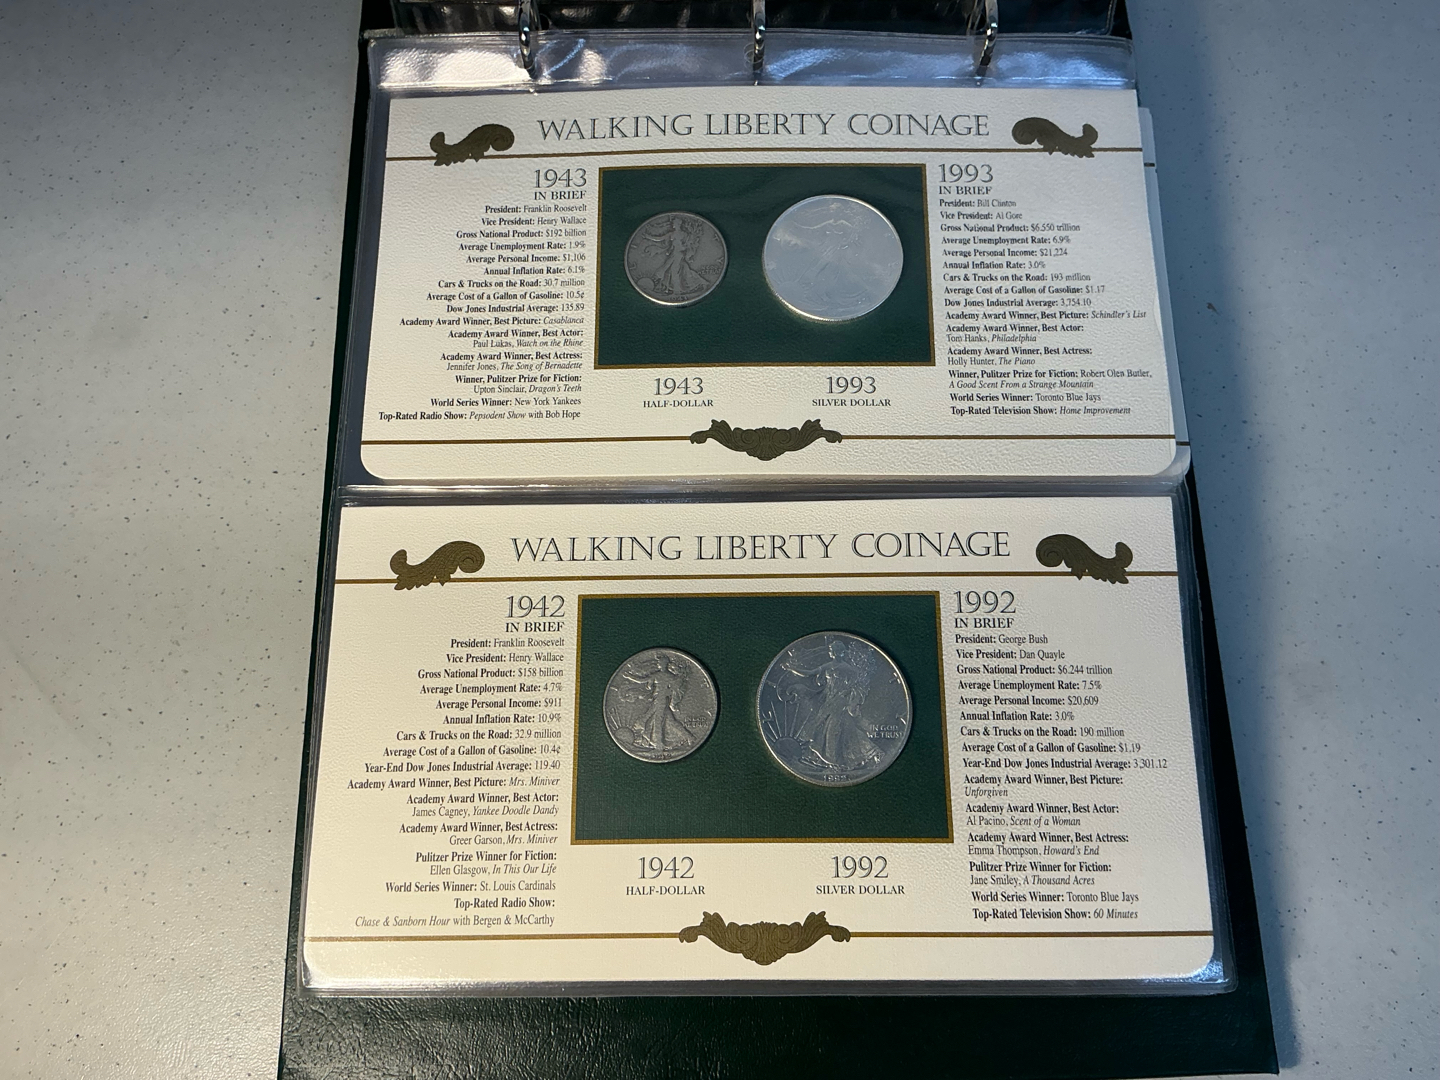 WALKING LIBERTY COINAGE
1943
IN BRIEF
President: Franklin Roosevelt
Vice President: Henry Wallace
Gross National Product: $192 billion
Average Unemployment Rate: 1.9%
Average Personal Income: $1,106
Annual Inflation Rate: 6.1%
Cars & Trucks on the Road: 30.7 million
Average Cost of a Gallon of Gasoline: 10.5¢
Dow Jones Industrial Average: 135.89
Academy Award Winner, Best Picture: Casablanca
Academy Award Winner, Best Actor:
Paul Lukas, Watch on the Rhine
Academy Award Winner, Best Actress:
Jennifer Jones, The Song of Bernadette
Winner, Pulitzer Prize for Fiction:
Upton Sinclair, Dragon's Teeth
World Series Winner: New York Yankees
Top-Rated Radio Show: Pepsodent Show with Bob Hope
1943
HALF-DOLLAR
1993
SILVER DOLLAR
1993
IN BRIEF
President: Bill Clinton
Vice President: Al Gore
Gross National Product: $6.550 trillion
Average Unemployment Rate: 6.9%
Average Personal Income: $21,224
Annual Inflation Rate: 3.0%
Cars & Trucks on the Road: 193 million
Average Cost of a Gallon of Gasoline: $1.17
Dow Jones Industrial Average: 3,754.10
Academy Award Winner, Best Picture: Schindler's List
Academy Award Winner, Best Actor:
Tom Hanks, Philadelphia
Academy Award Winner, Best Actress:
Holly Hunter, The Piano
Winner, Pulitzer Prize for Fiction: Robert Olen Butler,
A Good Scent From a Strange Mountain
World Series Winner: Toronto Blue Jays
Top-Rated Television Show: Home Improvement
WALKING LIBERTY COINAGE
1942
IN BRIEF
President: Franklin Roosevelt
Vice President: Henry Wallace
Gross National Product: $158 billion
Average Unemployment Rate: 4.7%
Average Personal Income: $911
Annual Inflation Rate: 10.9%
Cars & Trucks on the Road: 32.9 million
Average Cost of a Gallon of Gasoline: 10.4¢
Year-End Dow Jones Industrial Average: 119.40
Academy Award Winner, Best Picture: Mrs. Miniver
Academy Award Winner, Best Actor:
James Cagney, Yankee Doodle Dandy
Academy Award Winner, Best Actress:
Greer Garson, Mrs. Miniver
Pulitzer Prize Winner for Fiction:
Ellen Glasgow, In This Our Life
World Series Winner: St. Louis Cardinals
Top-Rated Radio Show:
Chase & Sanborn Hour with Bergen & McCarthy
IN GOD
WE TRUST
1992
1942
HALF-DOLLAR
1992
SILVER DOLLAR
1992
IN BRIEF
President: George Bush
Vice President: Dan Quayle
Gross National Product: $6.244 trillion
Average Unemployment Rate: 7.5%
Average Personal Income: $20,609
Annual Inflation Rate: 3.0%
Cars & Trucks on the Road: 190 million
Average Cost of a Gallon of Gasoline: $1.19
Year-End Dow Jones Industrial Average: 3,301.12
Academy Award Winner, Best Picture:
Unforgiven
Academy Award Winner, Best Actor:
Al Pacino, Scent of a Woman
Academy Award Winner, Best Actress:
Emma Thompson, Howard's End
Pulitzer Prize Winner for Fiction:
Jane Smiley, A Thousand Acres
World Series Winner: Toronto Blue Jays
Top-Rated Television Show: 60 Minutes